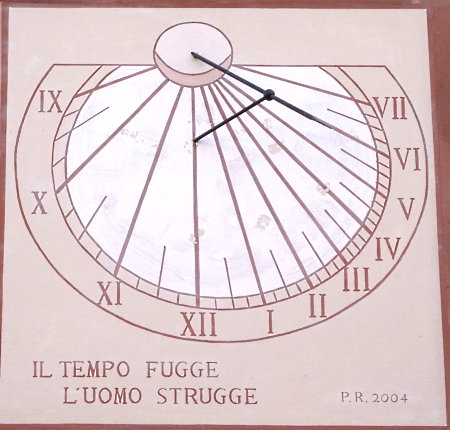 IX
VII
VI
X
V
IV
III
XI
II
XII
I
IL TEMPO FUGGE
L'UOMO STRUGGE
P.R. 2004